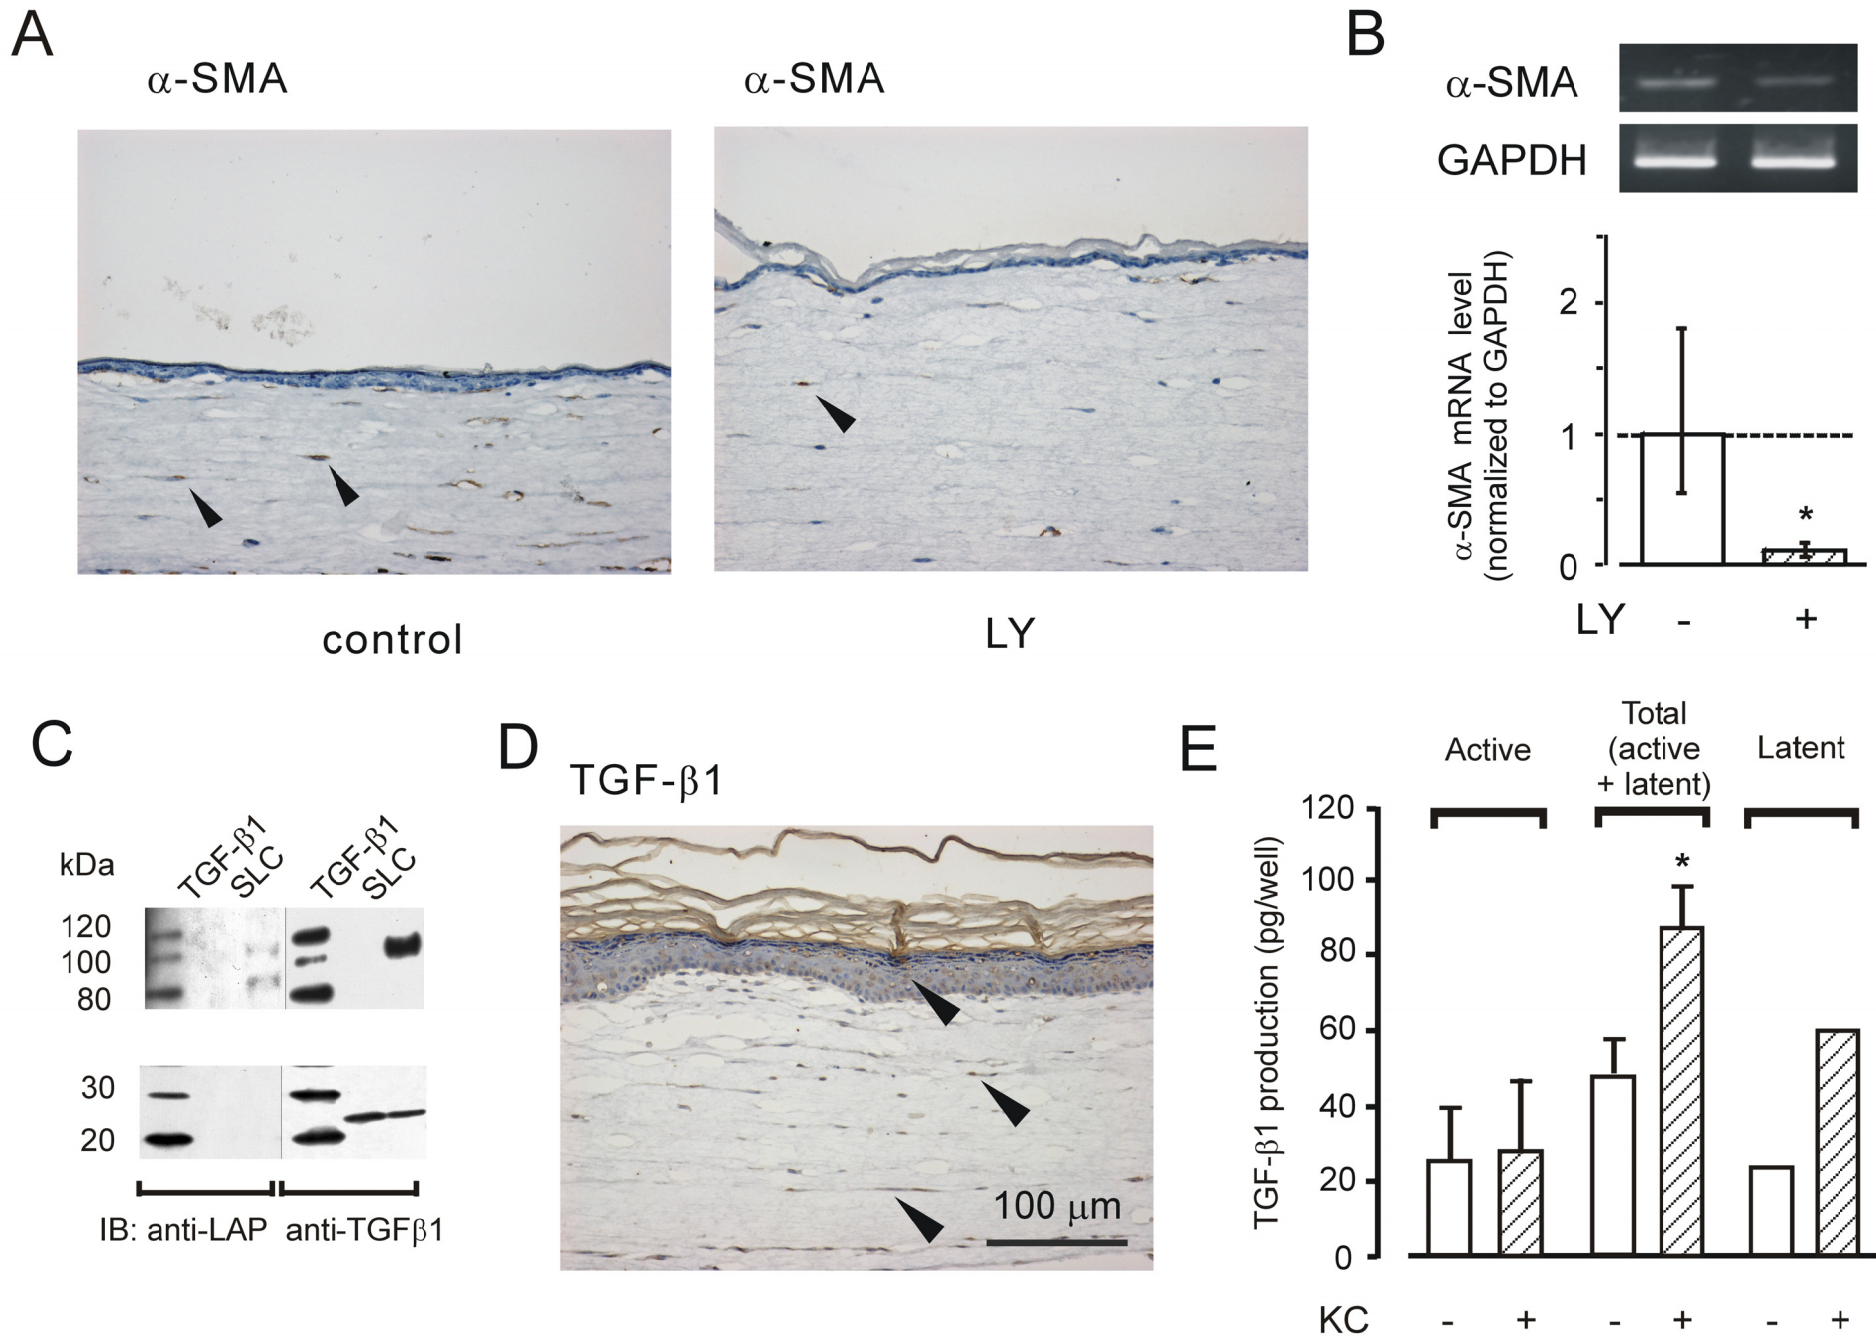 A
α-SMA
α-SMA
control
LY
B
α-SMA
GAPDH
α-SMA mRNA level
(normalized to GAPDH)
2
1
0
*
LY - +
C
kDa
TGF-β1
SLC
TGF-β1
SLC
120
100
80
30
20
IB: anti-LAP anti-TGFβ1
D
TGF-β1
100 μm
E
Active
Total
(active
+ latent)
Latent
TGF-β1 production (pg/well)
120
100
80
60
40
20
0
*
KC - + - + - +